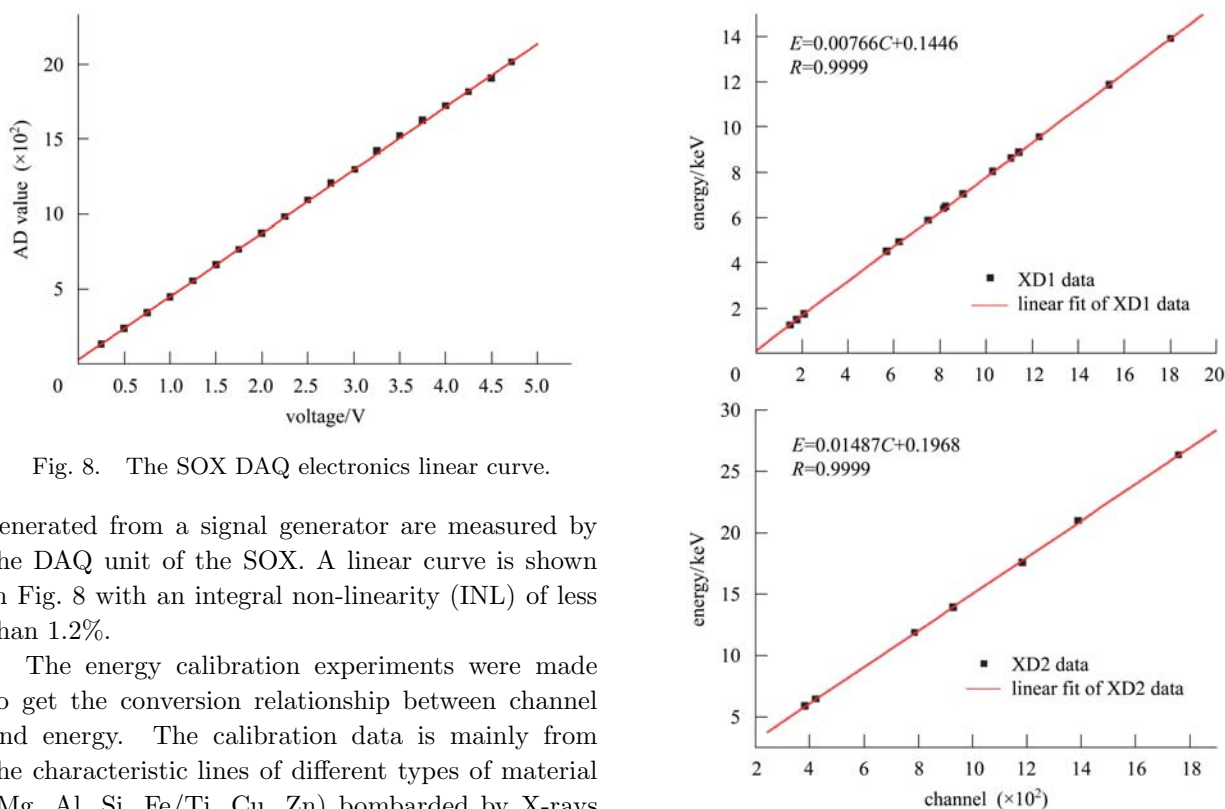 20
15
10
5
0
0.5 1.0 1.5 2.0 2.5 3.0 3.5 4.0 4.5 5.0
AD value (×10²)
voltage/V
Fig. 8. The SOX DAQ electronics linear curve.
generated from a signal generator are measured by
the DAQ unit of the SOX. A linear curve is shown
in Fig. 8 with an integral non-linearity (INL) of less
than 1.2%.
The energy calibration experiments were made
to get the conversion relationship between channel
and energy. The calibration data is mainly from
the characteristic lines of different types of material
(Mg, Al, Si, Fe/Ti, Cu, Zn) bombarded by X-rays
E=0.00766C+0.1446
R=0.9999
14
12
10
8
6
4
2
energy/keV
XD1 data
linear fit of XD1 data
0 2 4 6 8 10 12 14 16 18 20
30
25
20
15
10
5
energy/keV
E=0.01487C+0.1968
R=0.9999
XD2 data
linear fit of XD2 data
2 4 6 8 10 12 14 16 18
channel (×10²)